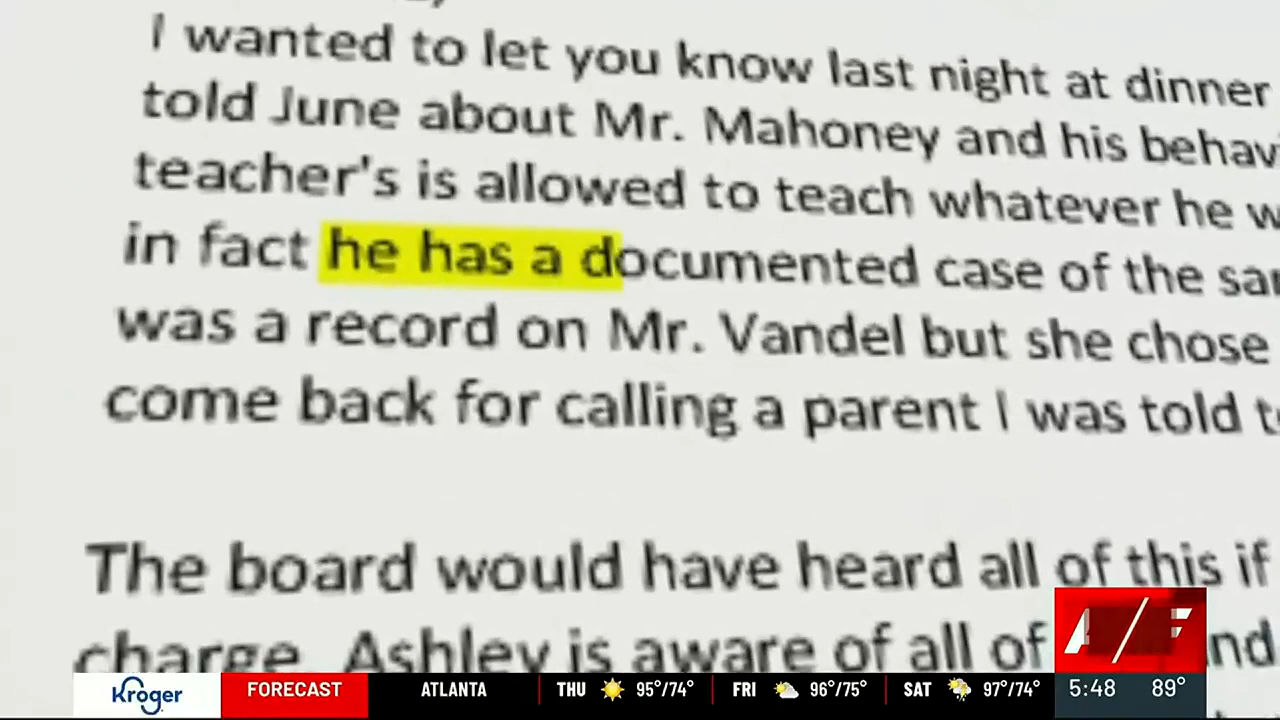 I wanted to let you know last night at dinner
told June about Mr. Mahoney and his behav
teacher's is allowed to teach whatever he w
in fact he has a documented case of the sa
was a record on Mr. Vandel but she chose
come back for calling a parent I was told t
The board would have heard all of this if
charge. Ashley is aware of all of nd
Kroger FORECAST ATLANTA THU 95°/74° FRI 96°/75° SAT 97°/74° 5:48 89°